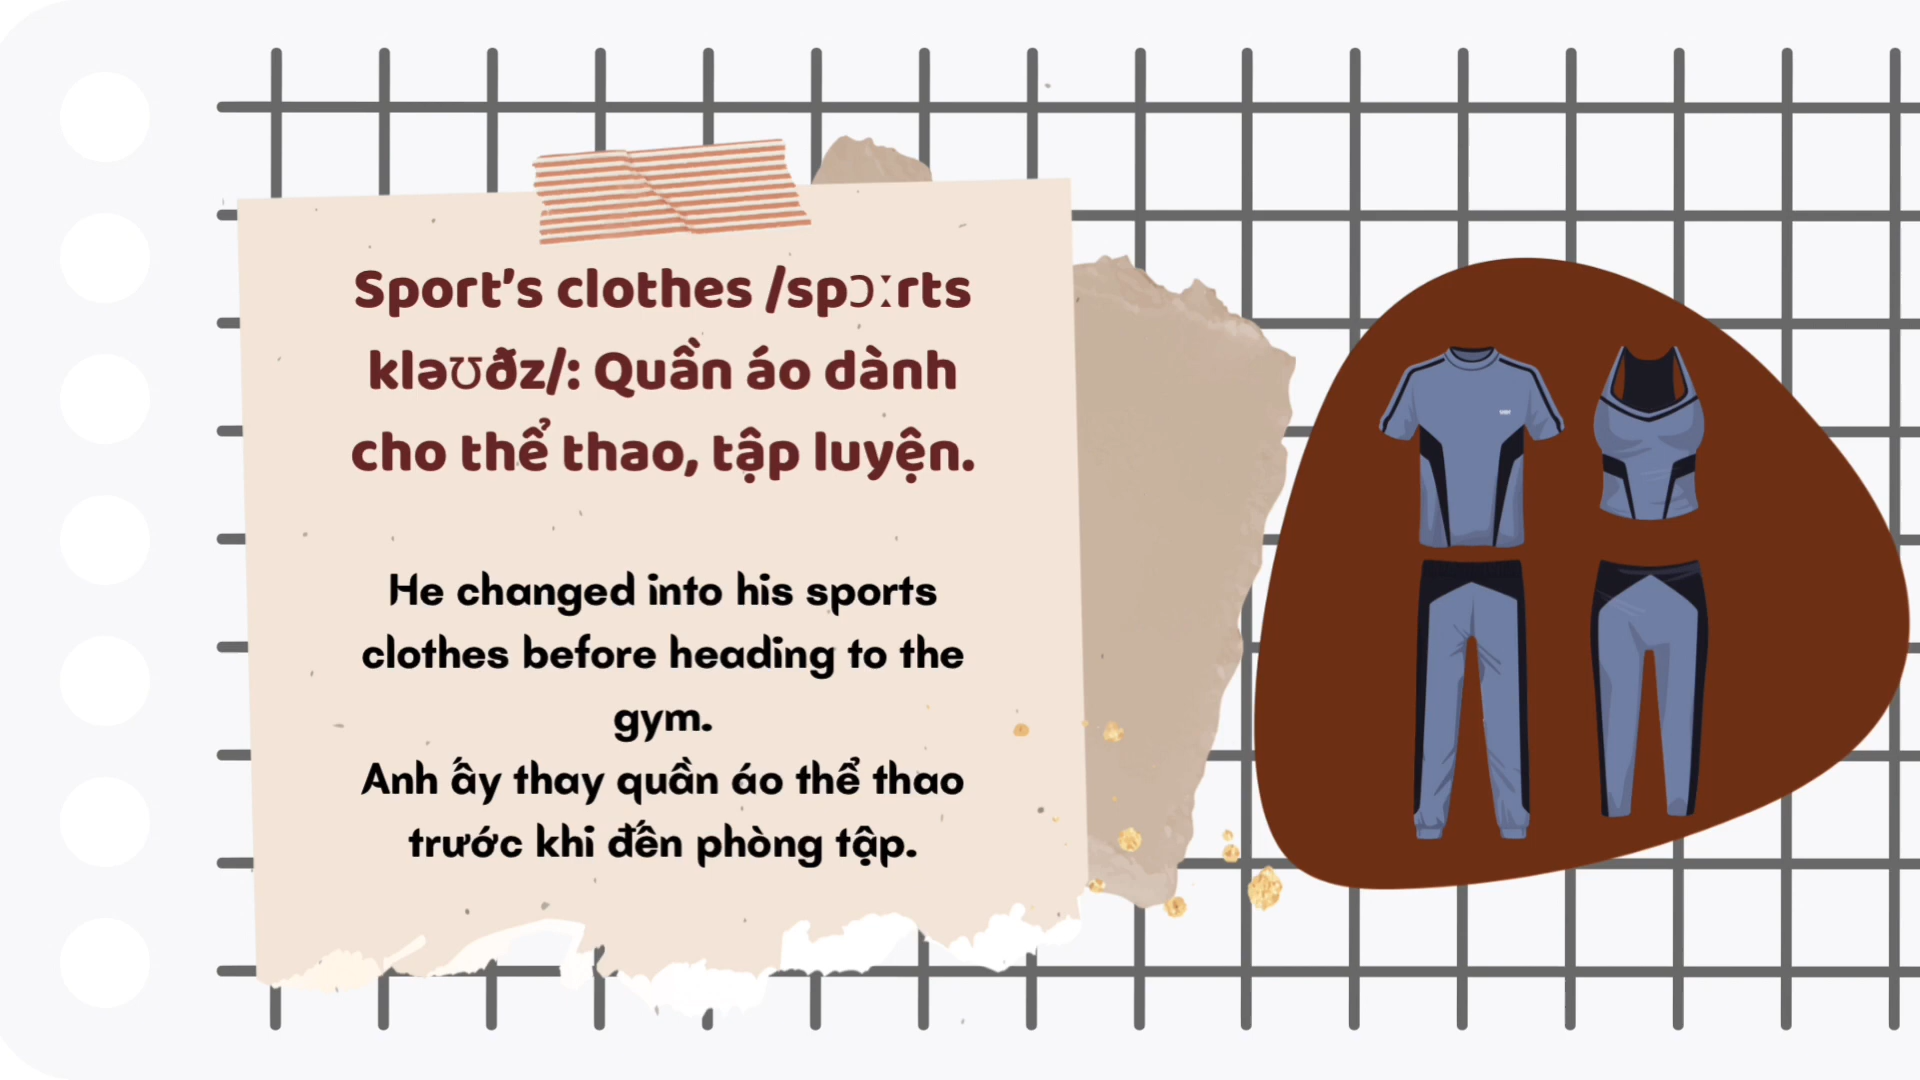 Sport’s clothes /spɔːrts
kləʊðz/: Quần áo dành
cho thể thao, tập luyện.
He changed into his sports
clothes before heading to the
gym.
Anh ấy thay quần áo thể thao
trước khi đến phòng tập.